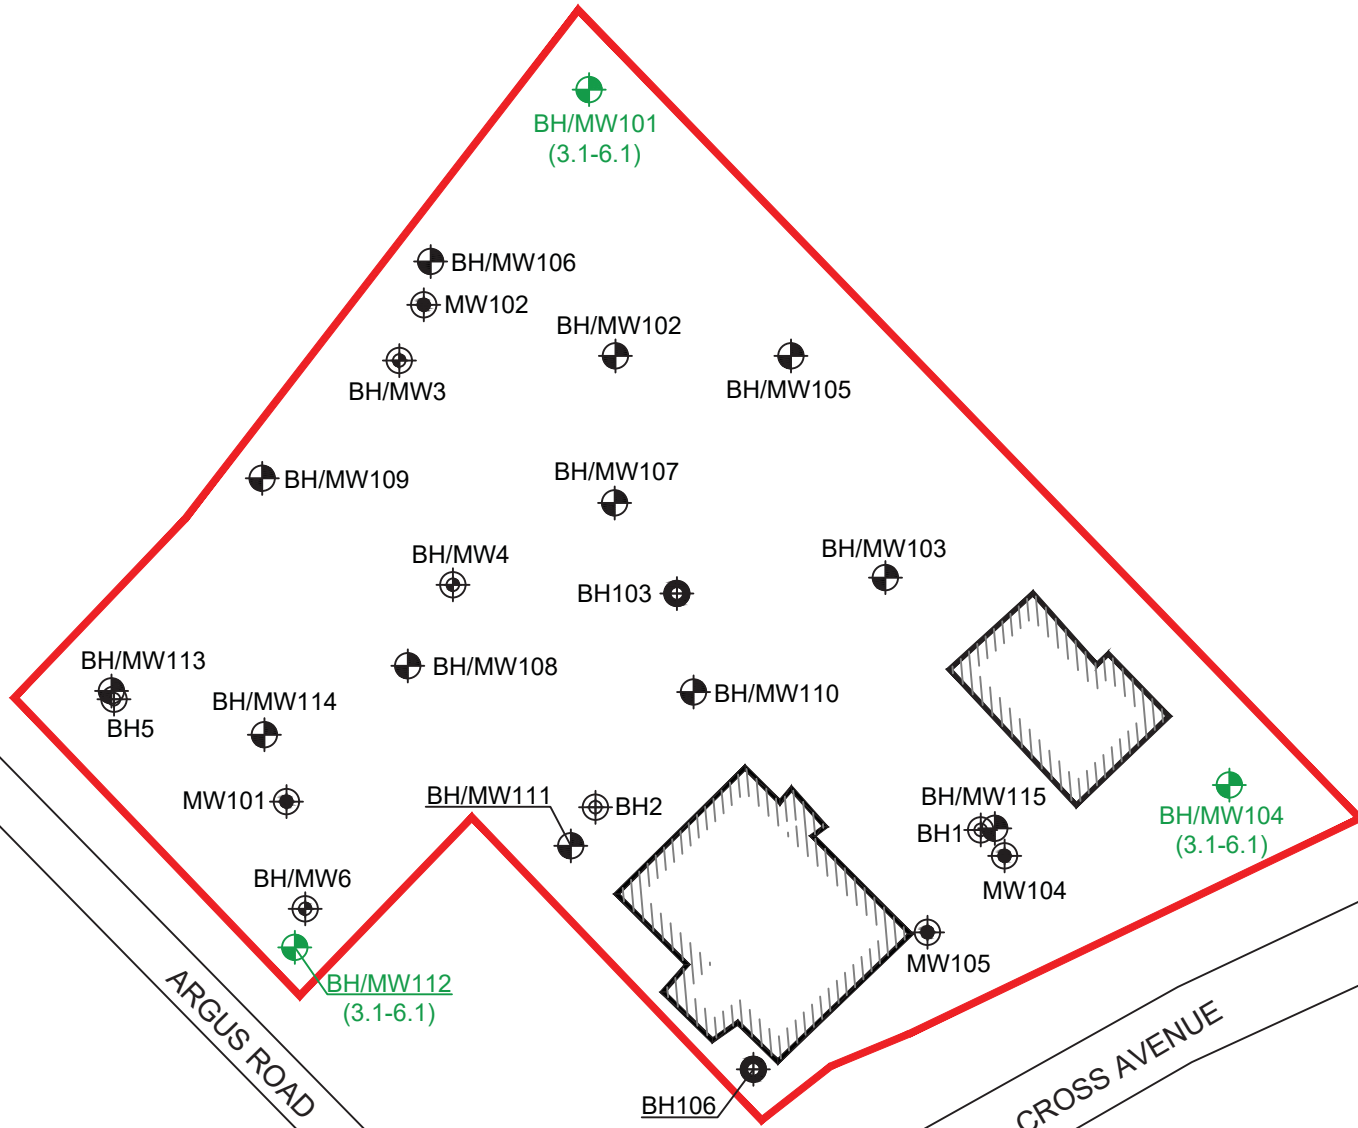 BH/MW101
(3.1-6.1)
BH/MW106
MW102
BH/MW102
BH/MW3
BH/MW105
BH/MW109
BH/MW107
BH/MW4
BH/MW103
BH103
BH/MW113
BH/MW108
BH/MW110
BH/MW114
BH5
MW101
BH/MW111
BH2
BH/MW115
BH1
BH/MW104
(3.1-6.1)
BH/MW6
MW104
MW105
BH/MW112
(3.1-6.1)
ARGUS ROAD
CROSS AVENUE
BH106